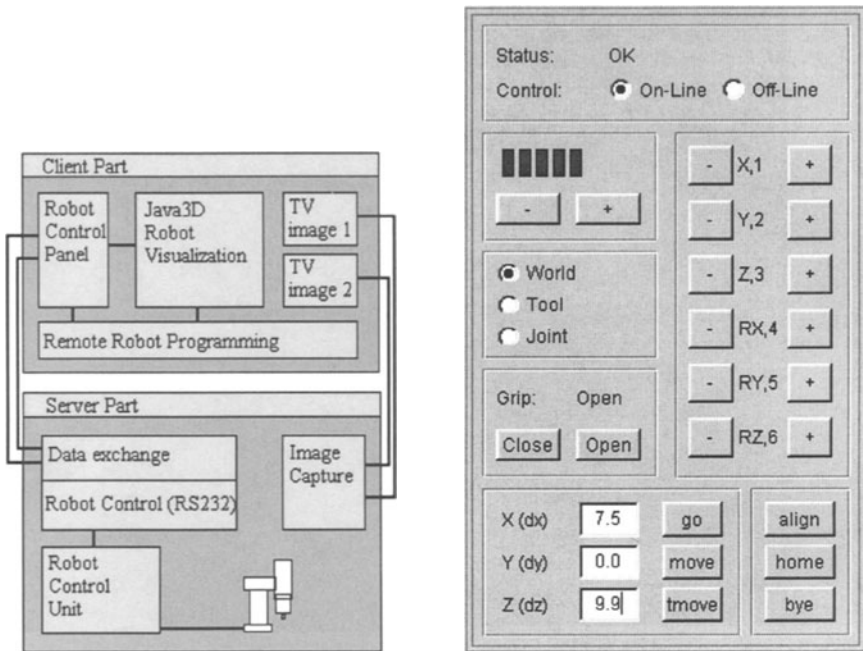 Client Part
Robot
Control
Panel
Java3D
Robot
Visualization
TV
image 1
TV
image 2
Remote Robot Programming
Server Part
Data exchange
Robot Control (RS232)
Image
Capture
Robot
Control
Unit
Status: OK
Control: On-Line Off-Line
- +
World
Tool
Joint
Grip: Open
Close Open
- X,1 +
- Y,2 +
- Z,3 +
- RX,4 +
- RY,5 +
- RZ,6 +
X (dx) 7.5 go
Y (dy) 0.0 move
Z (dz) 9.9 tmove
align
home
bye